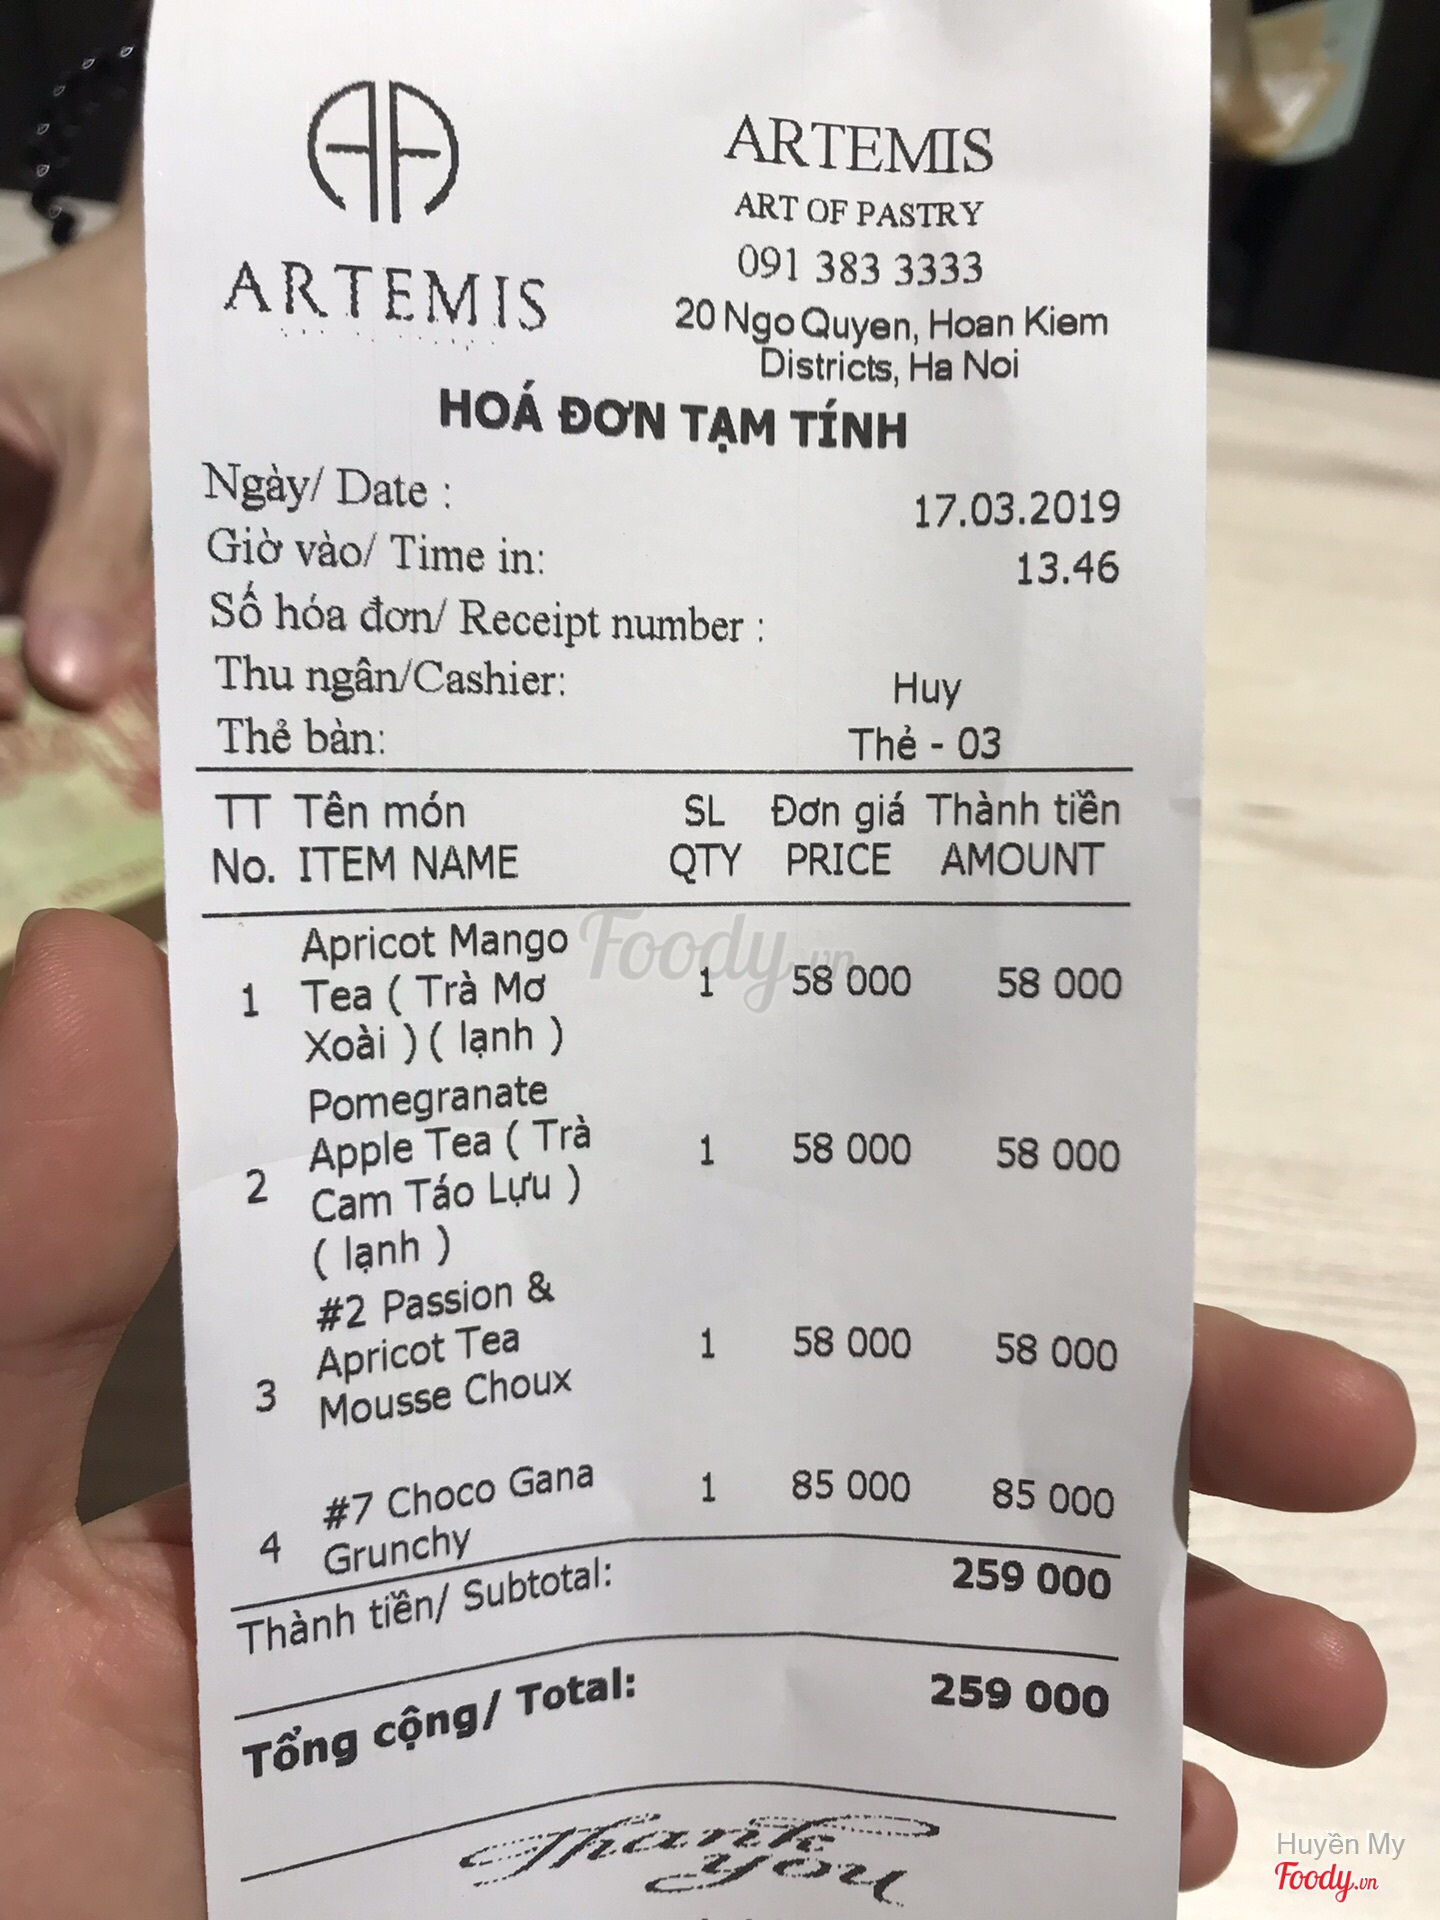 ARTEMIS
ARTEMIS
ART OF PASTRY
091 383 3333
20 Ngo Quyen, Hoan Kiem
Districts, Ha Noi
HOÁ ĐƠN TẠM TÍNH
Ngày/ Date : 17.03.2019
Giờ vào/ Time in: 13.46
Số hóa đơn/ Receipt number :
Thu ngân/Cashier: Huy
Thẻ bàn: Thẻ - 03
TT Tên món SL Đơn giá Thành tiền
No. ITEM NAME QTY PRICE AMOUNT
Apricot Mango
1 Tea ( Trà Mơ 1 58 000 58 000
Xoài ) ( lạnh )
Pomegranate
Apple Tea ( Trà 1 58 000 58 000
2 Cam Táo Lựu )
( lạnh )
#2 Passion &
Apricot Tea 1 58 000 58 000
3 Mousse Choux
#7 Choco Gana 1 85 000 85 000
4 Grunchy
Thành tiền/ Subtotal: 259 000
Tổng cộng/ Total: 259 000
Thank
you
Foody.vn
Huyền My
Foody.vn